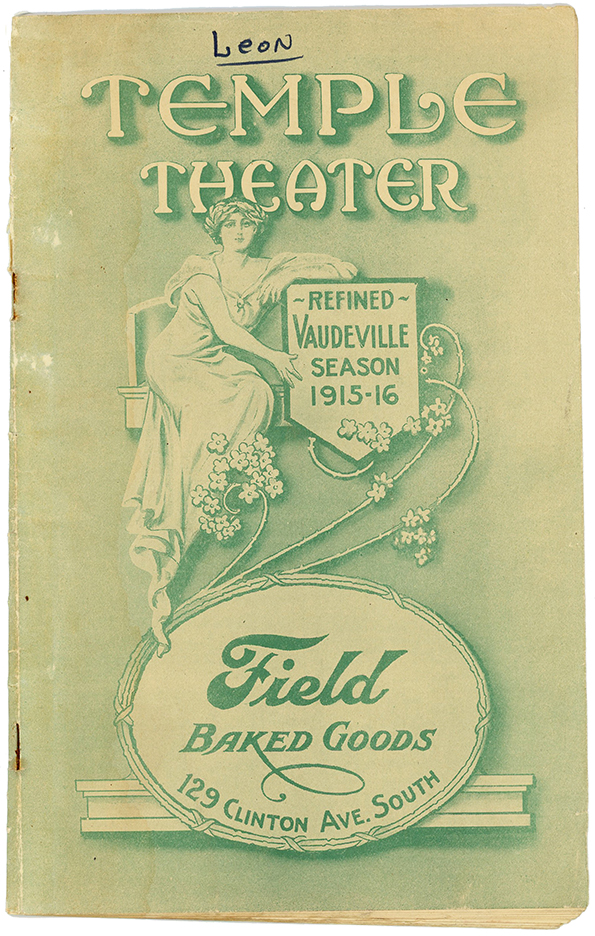 Leon
TEMPLE
THEATER
~REFINED~
VAUDEVILLE
SEASON
1915-16
Field
BAKED GOODS
129 CLINTON AVE. SOUTH